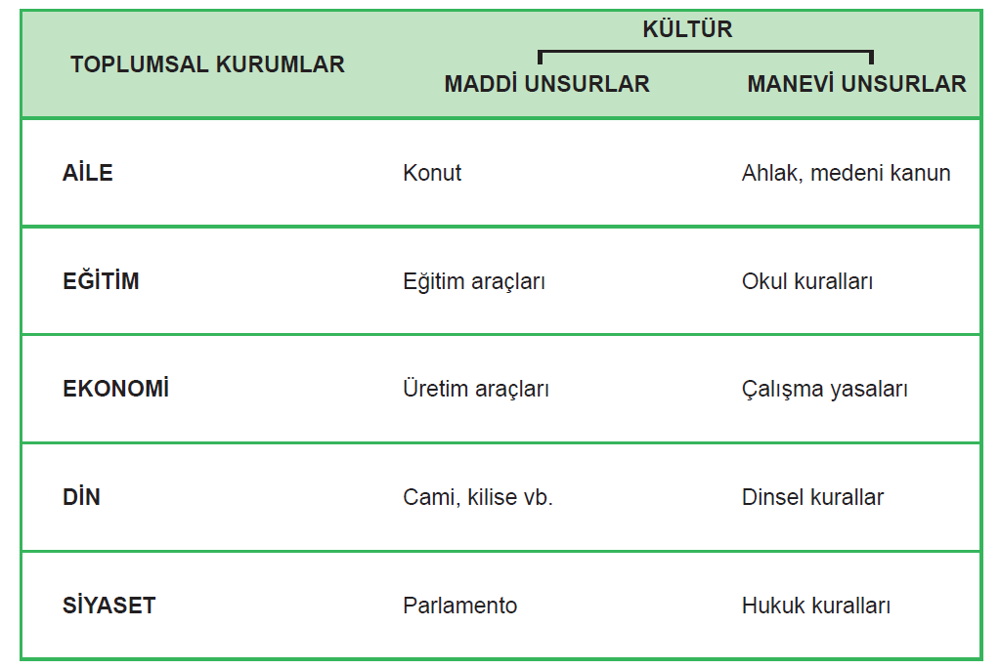 KÜLTÜR
TOPLUMSAL KURUMLAR
MADDİ UNSURLAR MANEVİ UNSURLAR
AİLE Konut Ahlak, medeni kanun
EĞİTİM Eğitim araçları Okul kuralları
EKONOMİ Üretim araçları Çalışma yasaları
DİN Cami, kilise vb. Dinsel kurallar
SİYASET Parlamento Hukuk kuralları